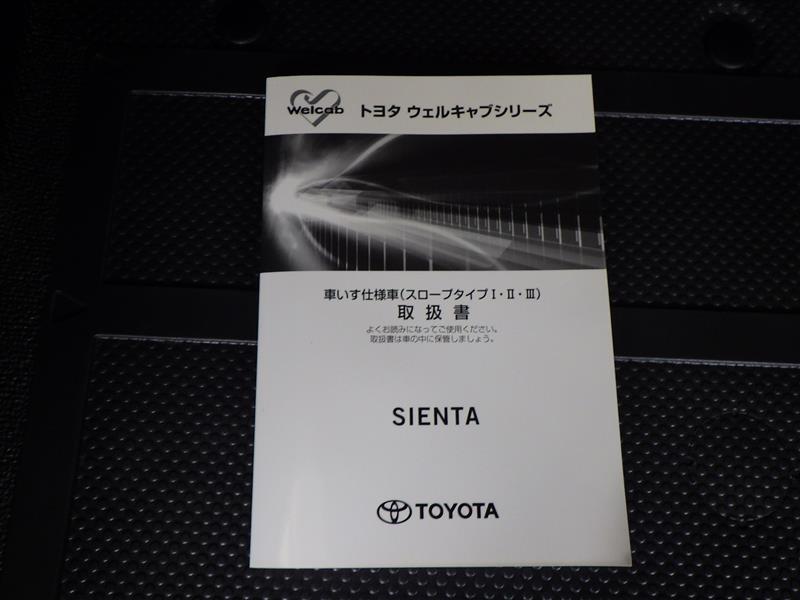 Welcab トヨタ ウェルキャブシリーズ
車いす仕様車(スロープタイプⅠ・Ⅱ・Ⅲ)
取扱書
よくお読みになってご使用ください。
取扱書は車の中に保管しましょう。
SIENTA
TOYOTA